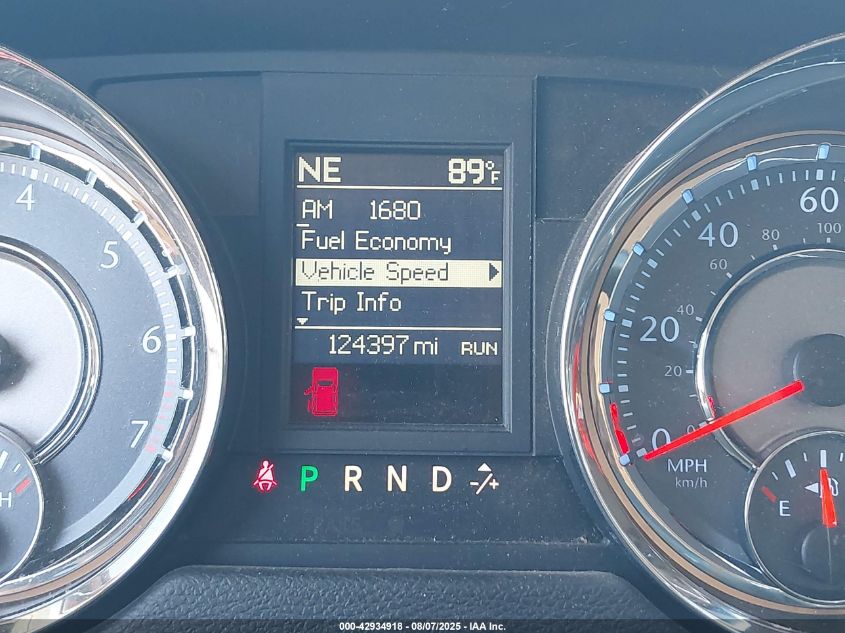 NE 89°F
AM 1680
Fuel Economy
Vehicle Speed
Trip Info
124397 mi RUN
P R N D -/+
4
5
6
7
H
60
40
20
0
100
80
60
40
20
0
MPH
km/h
E
000-42934918 - 08/07/2025 - IAA Inc.